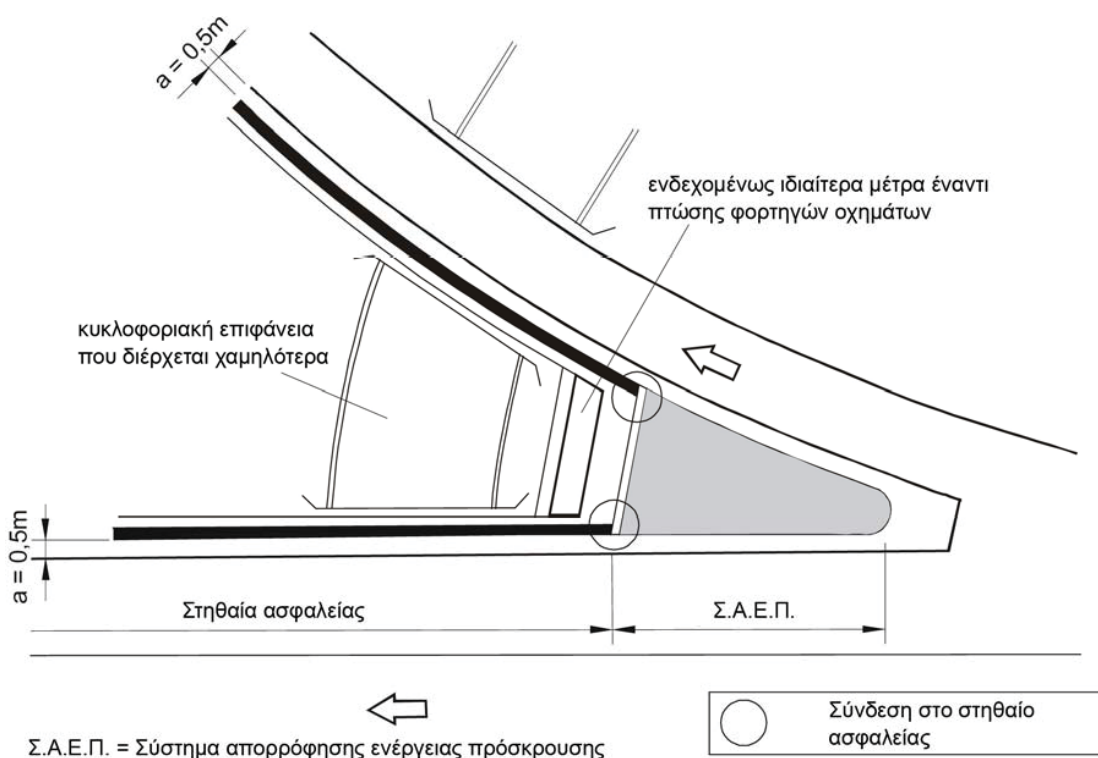 a = 0,5m
ενδεχομένως ιδιαίτερα μέτρα έναντι
πτώσης φορτηγών οχημάτων
κυκλοφοριακή επιφάνεια
που διέρχεται χαμηλότερα
a = 0,5m
Στηθαία ασφαλείας
Σ.Α.Ε.Π.
Σύνδεση στο στηθαίο
ασφαλείας
Σ.Α.Ε.Π. = Σύστημα απορρόφησης ενέργειας πρόσκρουσης